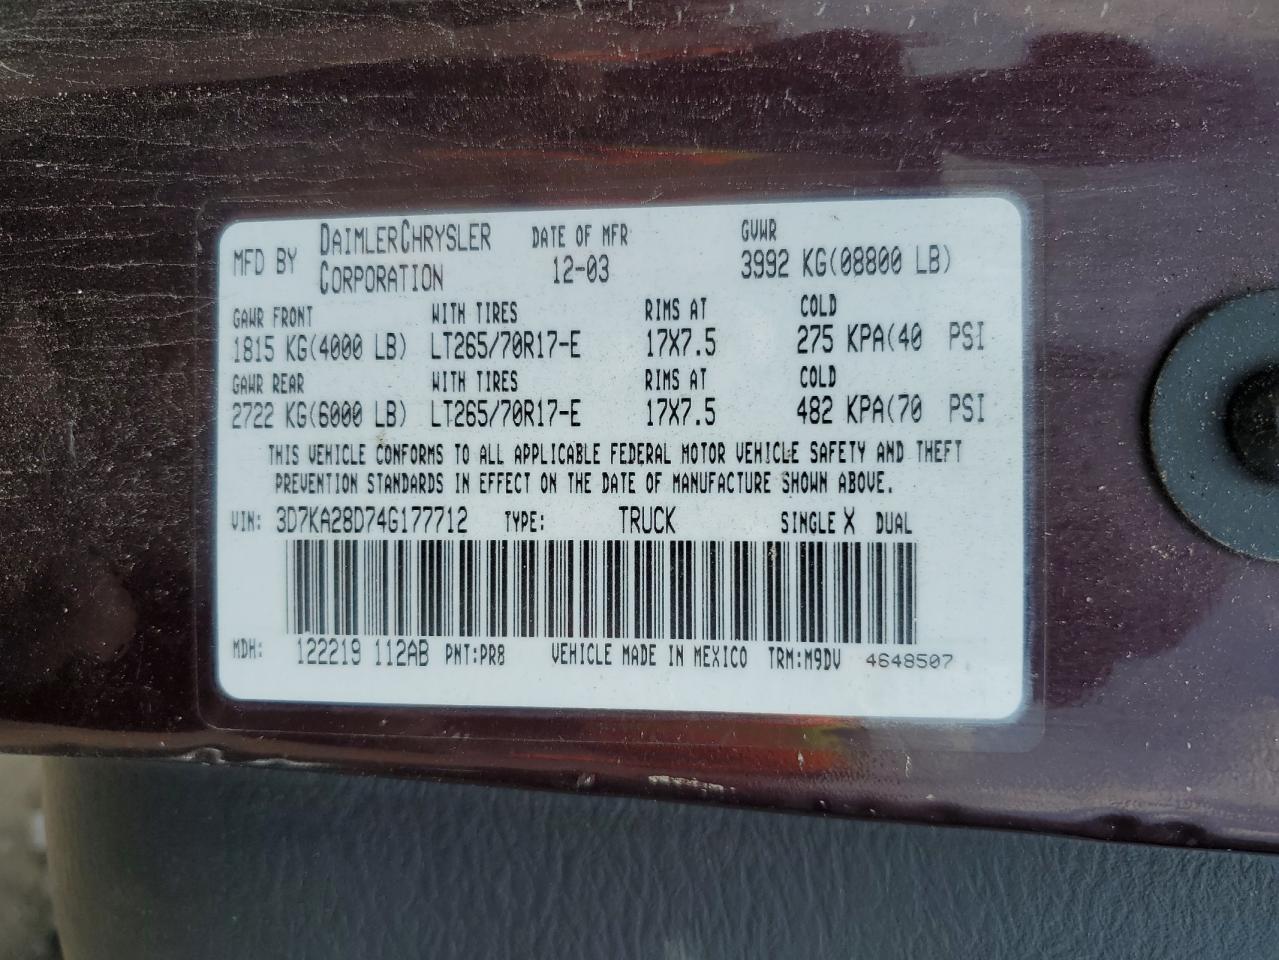 MFD BY DAIMLERCHRYSLER CORPORATION DATE OF MFR 12-03 GVWR 3992 KG(08800 LB)
GAWR FRONT WITH TIRES RIMS AT COLD
1815 KG(4000 LB) LT265/70R17-E 17X7.5 275 KPA(40 PSI
GAWR REAR WITH TIRES RIMS AT COLD
2722 KG(6000 LB) LT265/70R17-E 17X7.5 482 KPA(70 PSI
THIS VEHICLE CONFORMS TO ALL APPLICABLE FEDERAL MOTOR VEHICLE SAFETY AND THEFT
PREVENTION STANDARDS IN EFFECT ON THE DATE OF MANUFACTURE SHOWN ABOVE.
VIN: 3D7KA28D74G177712 TYPE: TRUCK SINGLE X DUAL
MDH: 122219 112AB PNT:PR8 VEHICLE MADE IN MEXICO TRM:M9DV 4648507